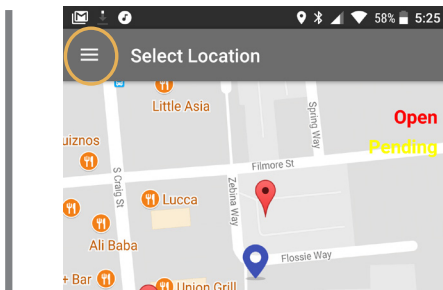 58% 5:25
Select Location
Little Asia
Spring Way
Open
uiznos
Pending
Filmore St
S Craig St
Lucca
Zebina Way
Ali Baba
Flossie Way
+ Bar
Union Grill